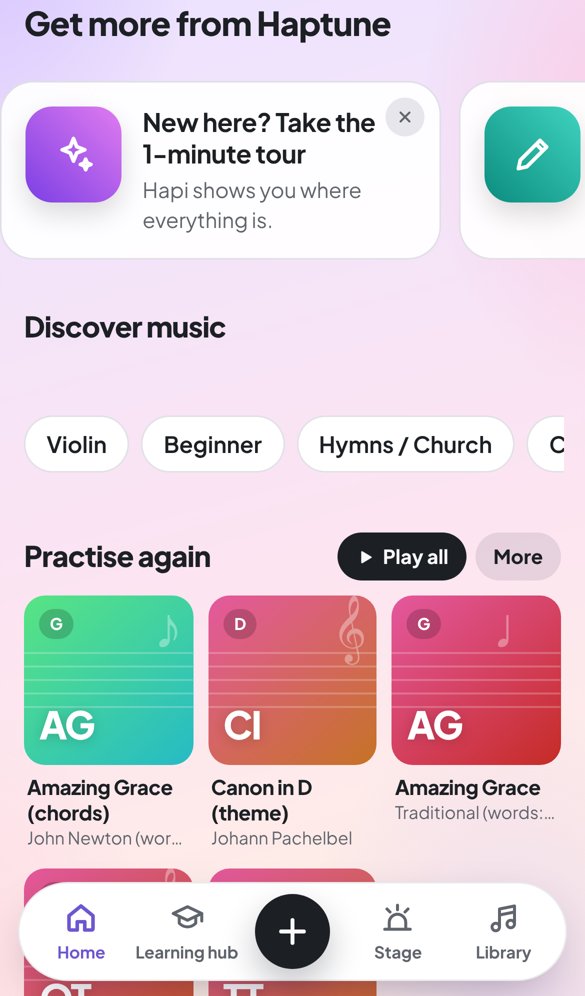 Get more from Haptune
New here? Take the
1-minute tour
Hapi shows you where
everything is.
Discover music
Violin
Beginner
Hymns / Church
Practise again
Play all
More
G
D
G
AG
CI
AG
Amazing Grace
(chords)
John Newton (wor...
Canon in D
(theme)
Johann Pachelbel
Amazing Grace
Traditional (words:...
Home
Learning hub
Stage
Library